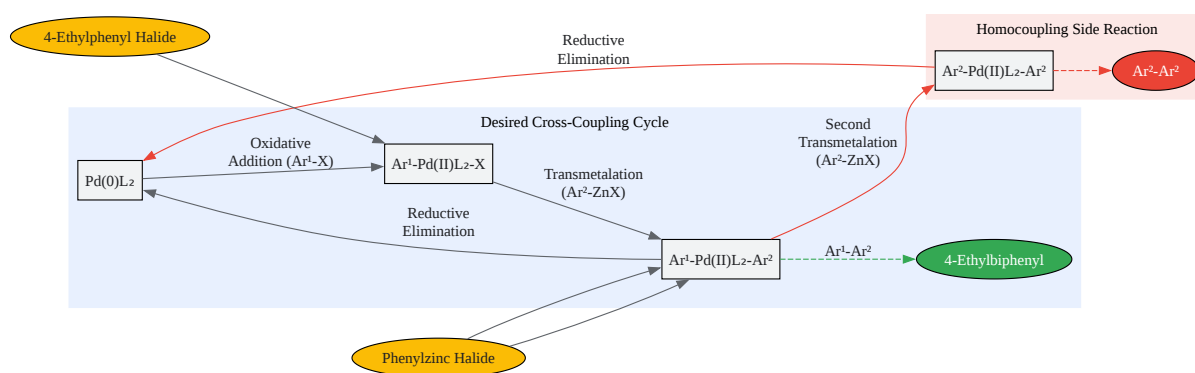 Homocoupling Side Reaction
4-Ethylphenyl Halide
Reductive
Elimination
Ar²-Pd(II)L₂-Ar²
Ar²-Ar²
Desired Cross-Coupling Cycle
Second
Transmetalation
(Ar²-ZnX)
Oxidative
Addition (Ar¹-X)
Ar¹-Pd(II)L₂-X
Pd(0)L₂
Transmetalation
(Ar²-ZnX)
Reductive
Elimination
Ar¹-Pd(II)L₂-Ar²
Ar¹-Ar²
4-Ethylbiphenyl
Phenylzinc Halide